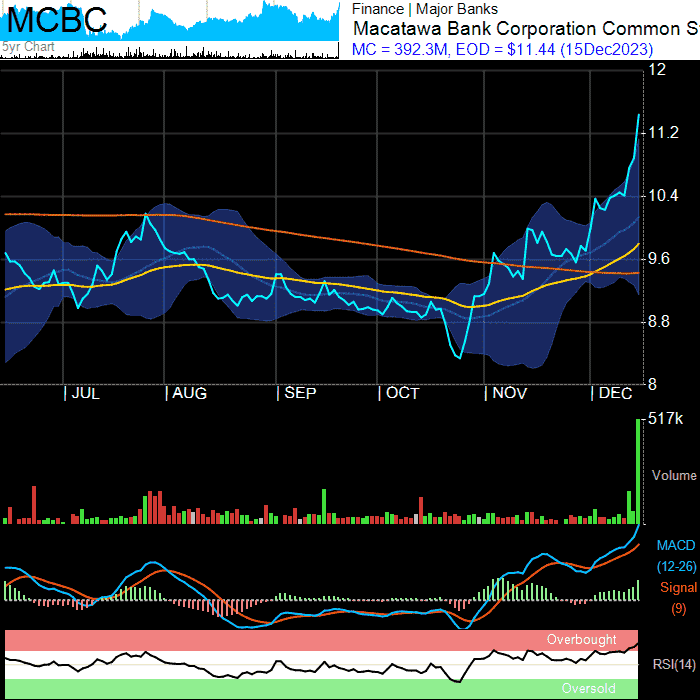 MCBC
5yr Chart
Finance | Major Banks
Macatawa Bank Corporation Common S
MC = 392.3M, EOD = $11.44 (15Dec2023)
12
11.2
10.4
9.6
8.8
8
JUL AUG SEP OCT NOV DEC
517k
Volume
MACD
(12-26)
Signal
(9)
Overbought
RSI(14)
Oversold